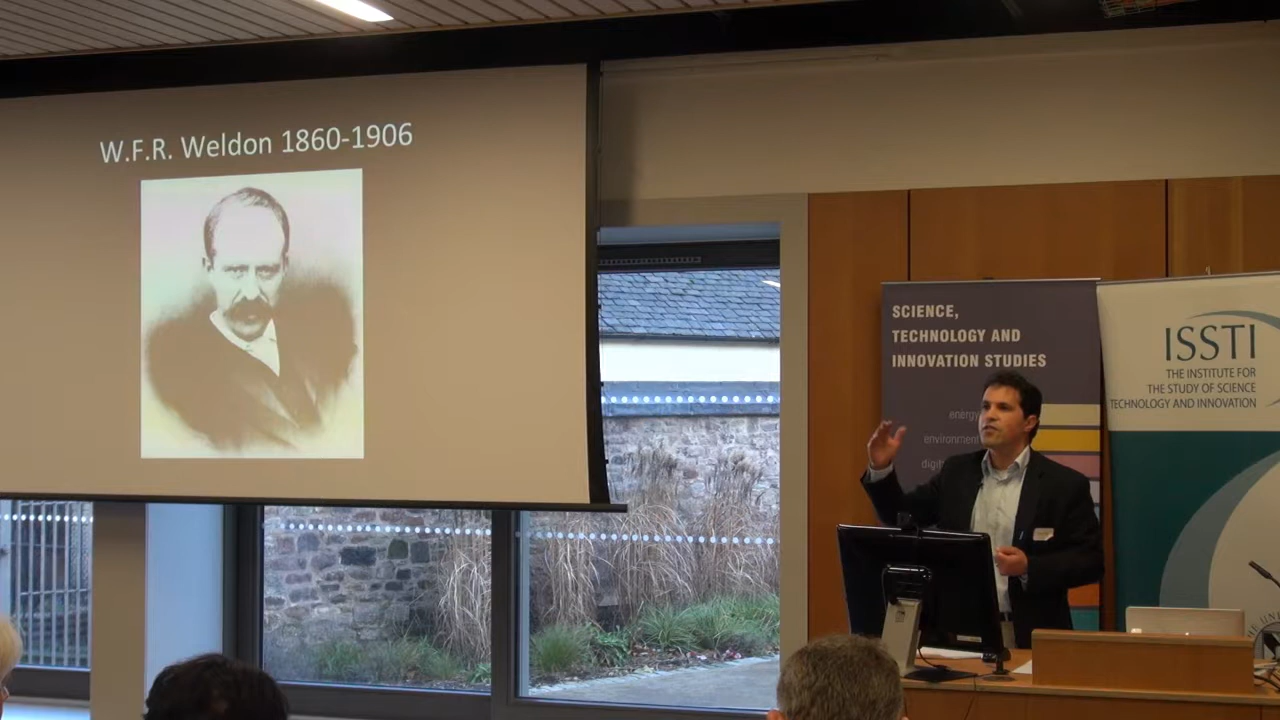 W.F.R. Weldon 1860-1906
SCIENCE,
TECHNOLOGY AND
INNOVATION STUDIES
energy
environment
ISSTI
THE INSTITUTE FOR
THE STUDY OF SCIENCE
TECHNOLOGY AND INNOVATION